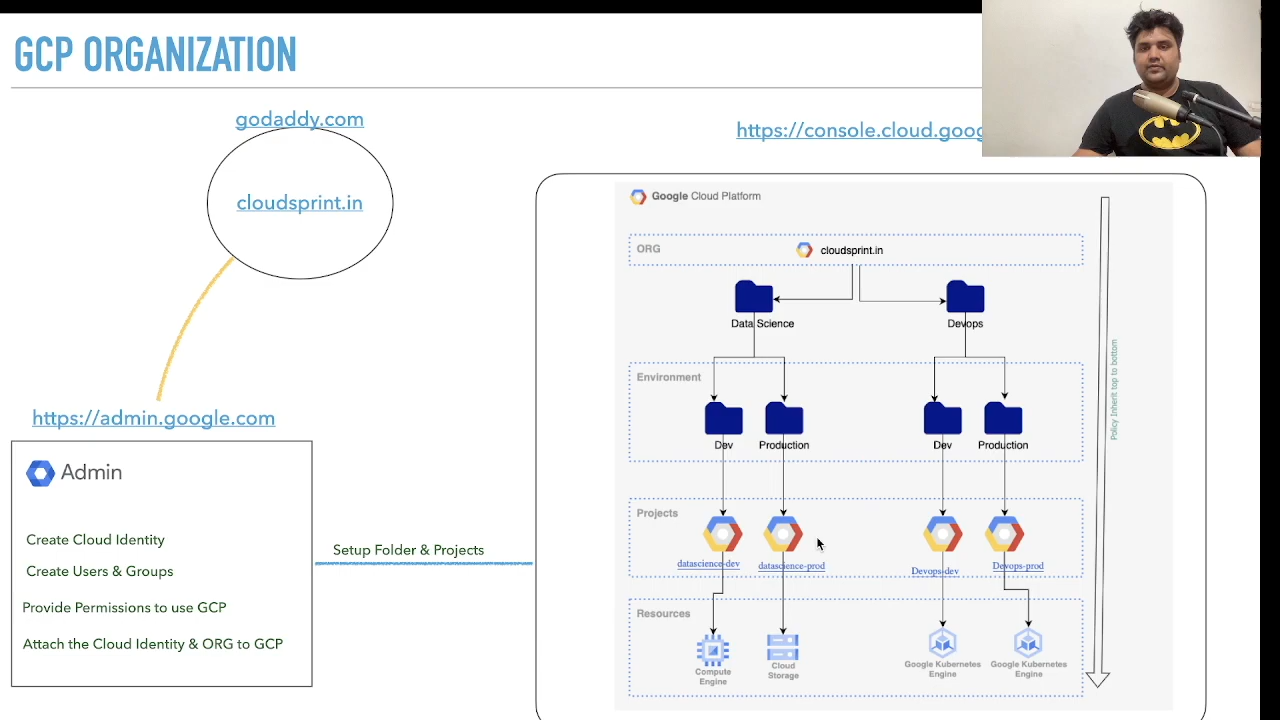 GCP ORGANIZATION
godaddy.com
cloudsprint.in
https://admin.google.com
Admin
Create Cloud Identity
Create Users & Groups
Provide Permissions to use GCP
Attach the Cloud Identity & ORG to GCP
Setup Folder & Projects
https://console.cloud.goog
Google Cloud Platform
ORG
cloudsprint.in
Data Science
Devops
Environment
Dev
Production
Dev
Production
Projects
datascience-dev
datascience-prod
Devops-dev
Devops-prod
Resources
Compute
Engine
Cloud
Storage
Google Kubernetes
Engine
Google Kubernetes
Engine
Policy Inherit top to bottom